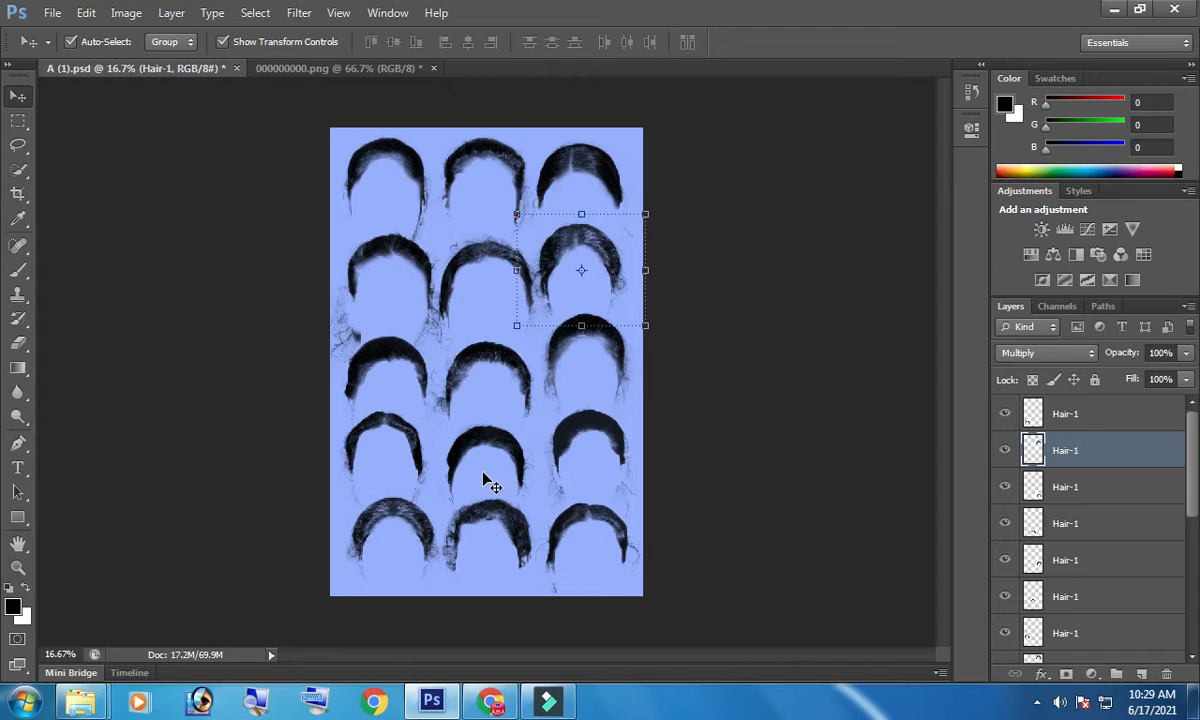 Ps File Edit Image Layer Type Select Filter 3D View Window Help
Auto-Select: Group Show Transform Controls Essentials
A (1).psd @ 16.7% (Hair-1, RGB/8#) * × 000000000.png @ 66.7% (RGB/8) * ×
Color Swatches
R 0
G 0
B 0
Adjustments Styles
Add an adjustment
Layers Channels Paths
Kind
Multiply Opacity: 100%
Lock: Fill: 100%
Hair-1
Hair-1
Hair-1
Hair-1
Hair-1
Hair-1
Hair-1
16.67% Doc: 17.2M/69.9M
Mini Bridge Timeline
Ps
10:29 AM
6/17/2021